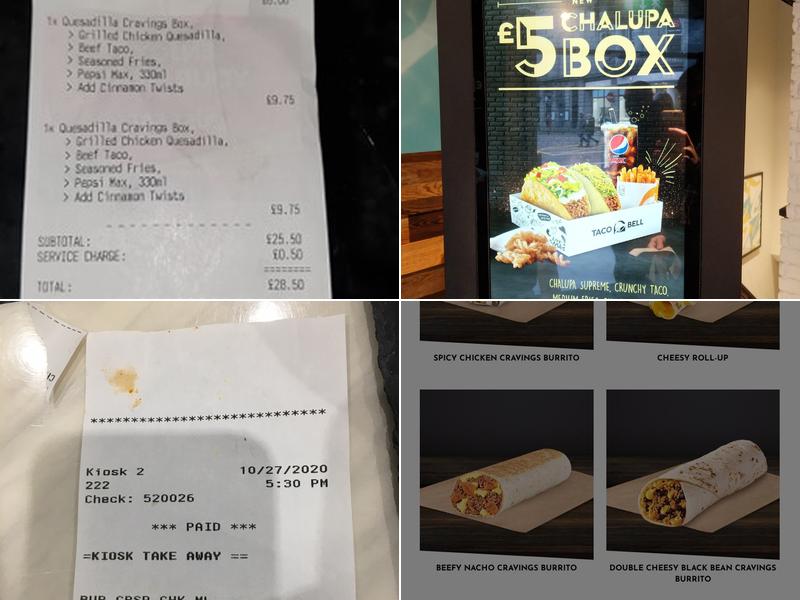 1x Quesadilla Cravings Box,
> Grilled Chicken Quesadilla,
> Beef Taco,
> Seasoned Fries,
> Pepsi Max, 330ml
> Add Cinnamon Twists
£9.75
1x Quesadilla Cravings Box,
> Grilled Chicken Quesadilla,
> Beef Taco,
> Seasoned Fries,
> Pepsi Max, 330ml
> Add Cinnamon Twists
£9.75
SUBTOTAL: £25.50
SERVICE CHARGE: £0.50
========
TOTAL: £28.50
NEW
£5 CHALUPA
BOX
TACO BELL
CHALUPA SUPREME, CRUNCHY TACO,
****************************
Kiosk 2 10/27/2020
222 5:30 PM
Check: 520026
*** PAID ***
=KIOSK TAKE AWAY ==
SPICY CHICKEN CRAVINGS BURRITO
CHEESY ROLL-UP
BEEFY NACHO CRAVINGS BURRITO
DOUBLE CHEESY BLACK BEAN CRAVINGS
BURRITO